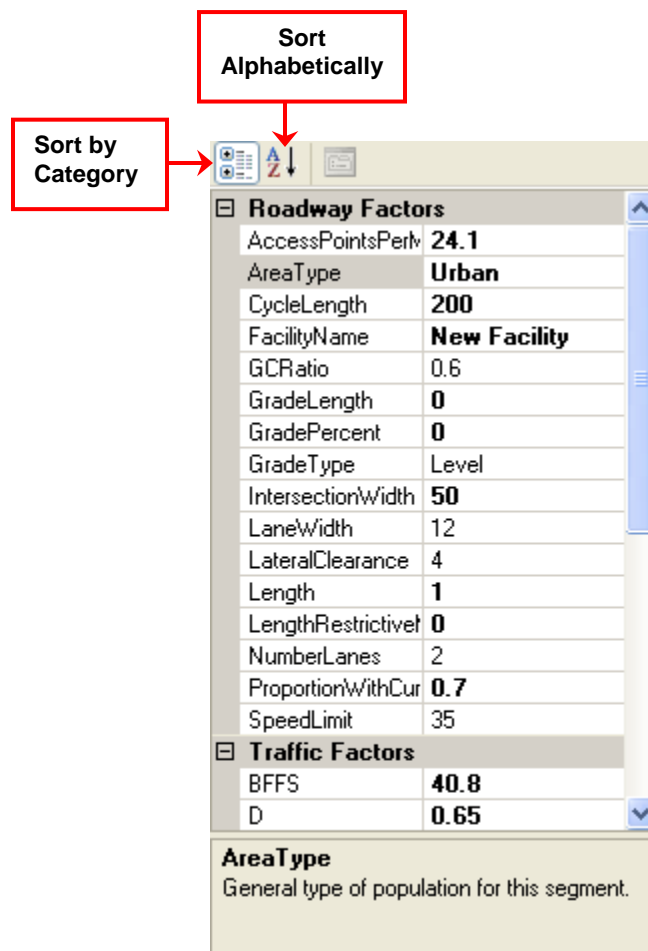 Sort
Alphabetically
Sort by
Category
A
Z
Roadway Factors
AccessPointsPerM 24.1
AreaType Urban
CycleLength 200
FacilityName New Facility
GCRatio 0.6
GradeLength 0
GradePercent 0
GradeType Level
IntersectionWidth 50
LaneWidth 12
LateralClearance 4
Length 1
LengthRestrictiveM 0
NumberLanes 2
ProportionWithCur 0.7
SpeedLimit 35
Traffic Factors
BFFS 40.8
D 0.65
AreaType
General type of population for this segment.